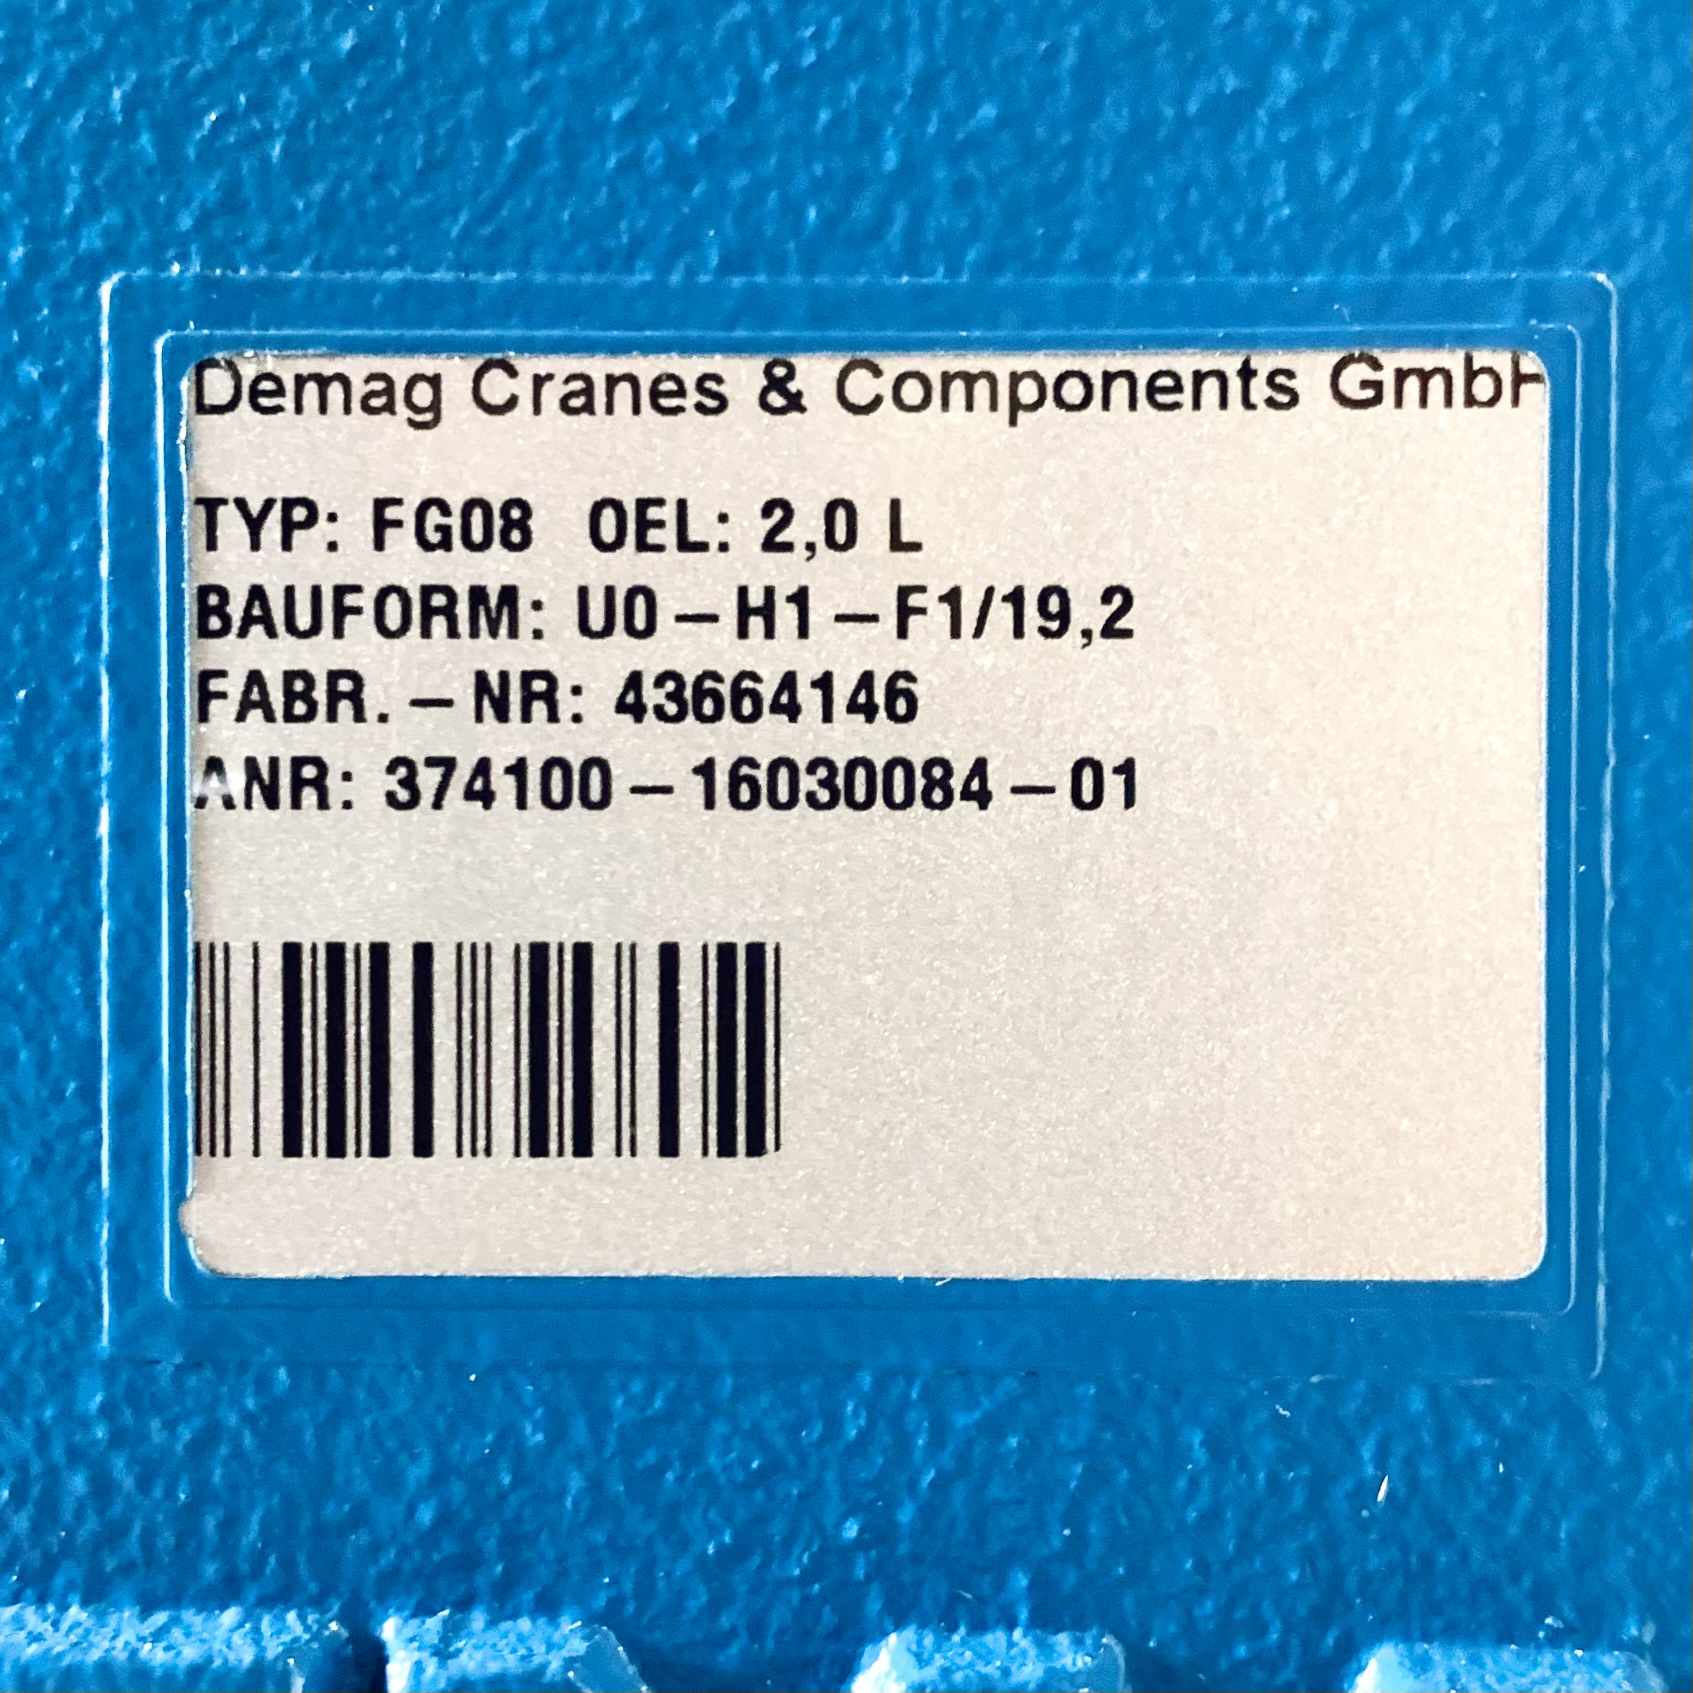 Demag Cranes & Components GmbH
TYP: FG08 OEL: 2,0 L
BAUFORM: U0-H1-F1/19,2
FABR.-NR: 43664146
ANR: 374100-16030084-01